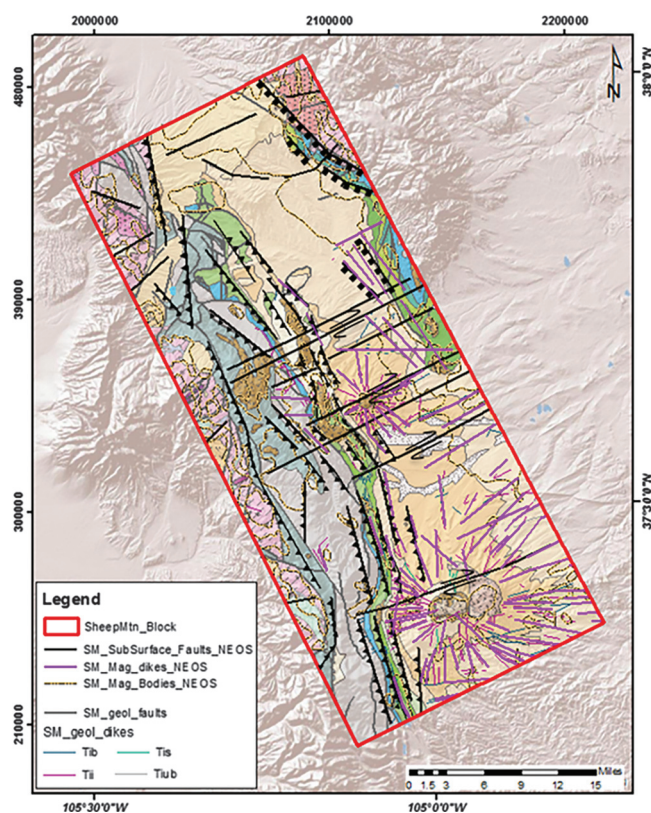 2000000 2100000 2200000
480000
38°0'0"N
N
390000
37°30'0"N
300000
Legend
SheepMtn_Block
SM_SubSurface_Faults_NEOS
SM_Mag_dikes_NEOS
SM_Mag_Bodies_NEOS
SM_geol_faults
SM_geol_dikes
Tib Tis
Tii Tiub
210000
Miles
0 1.5 3 6 9 12 15
105°30'0"W 105°0'0"W